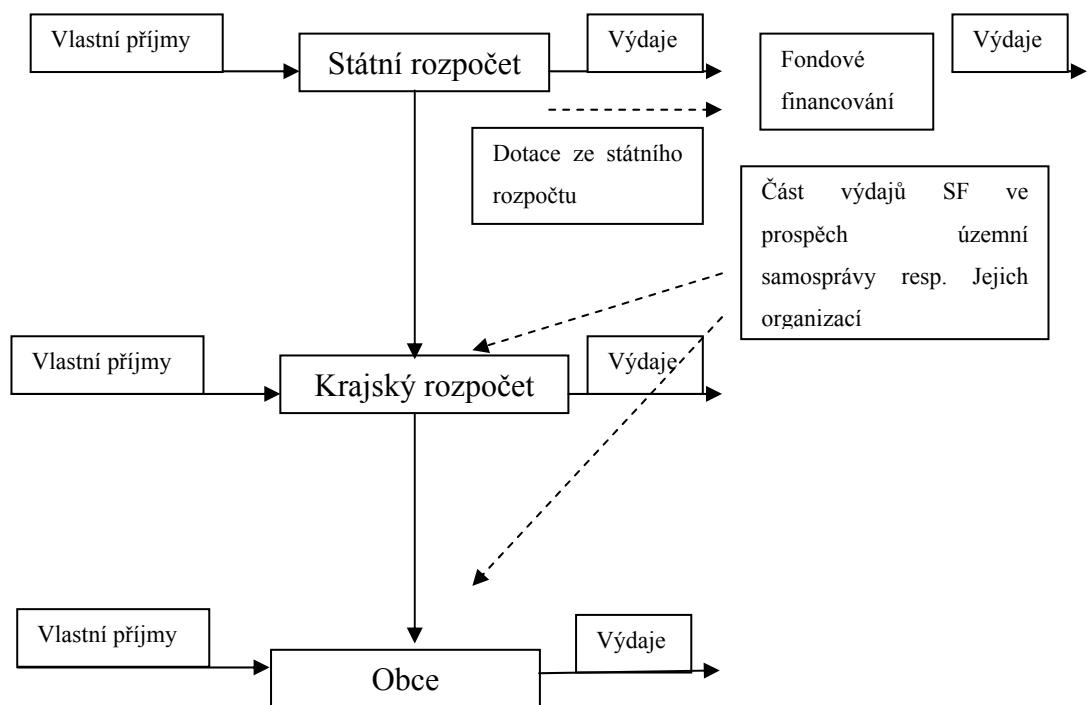 Vlastní příjmy
Státní rozpočet
Výdaje
Fondové
financování
Výdaje
Dotace ze státního
rozpočtu
Část výdajů SF ve
prospěch územní
samosprávy resp. Jejich
organizací
Vlastní příjmy
Krajský rozpočet
Výdaje
Vlastní příjmy
Obce
Výdaje